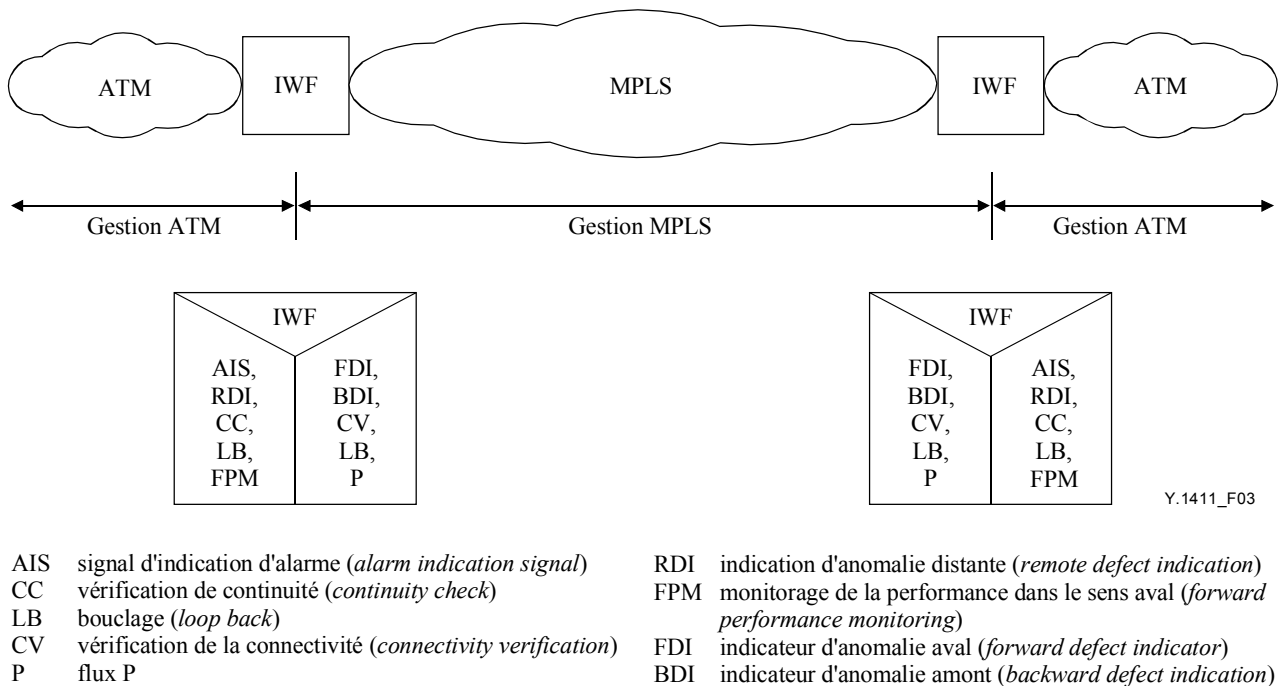 ATM
IWF
MPLS
IWF
ATM
Gestion ATM
Gestion MPLS
Gestion ATM
IWF
AIS,
RDI,
CC,
LB,
FPM
FDI,
BDI,
CV,
LB,
P
IWF
FDI,
BDI,
CV,
LB,
P
AIS,
RDI,
CC,
LB,
FPM
Y.1411_F03
AIS signal d'indication d'alarme (alarm indication signal)
CC vérification de continuité (continuity check)
LB bouclage (loop back)
CV vérification de la connectivité (connectivity verification)
P flux P
RDI indication d'anomalie distante (remote defect indication)
FPM monitorage de la performance dans le sens aval (forward
performance monitoring)
FDI indicateur d'anomalie aval (forward defect indicator)
BDI indicateur d'anomalie amont (backward defect indication)